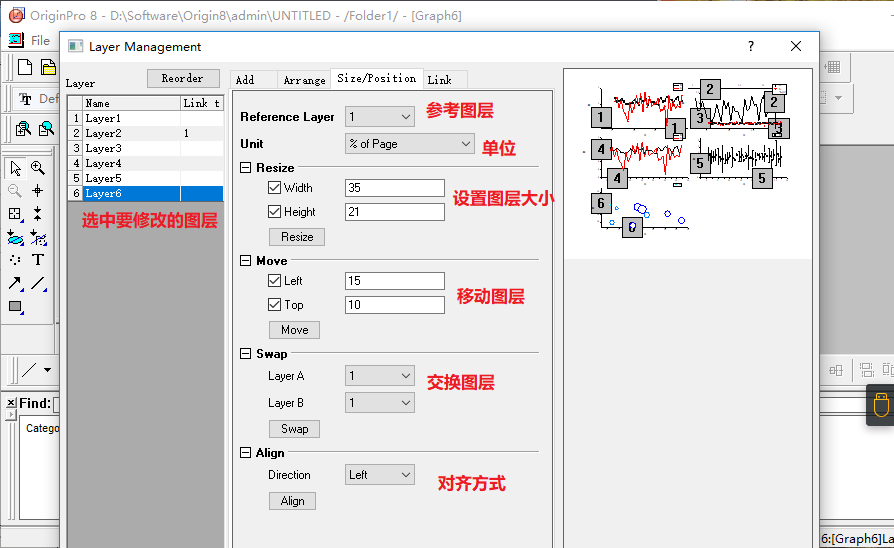 OriginPro 8 - D:\Software\Origin8\admin\UNTITLED - /Folder1/ - [Graph6]
File
Layer Management
?
Layer
Reorder
Add
Arrange
Size/Position
Link
Name
Link t
1 Layer1
2 Layer2 1
3 Layer3
4 Layer4
5 Layer5
6 Layer6
选中要修改的图层
Reference Layer 1
参考图层
Unit % of Page
单位
Resize
Width 35
Height 21
设置图层大小
Resize
Move
Left 15
Top 10
移动图层
Move
Swap
Layer A 1
Layer B 1
交换图层
Swap
Align
Direction Left
对齐方式
Align
1
1
2
2
3
3
4
4
5
5
6
6
Def
T
Find:
Catego
6:[Graph6]La